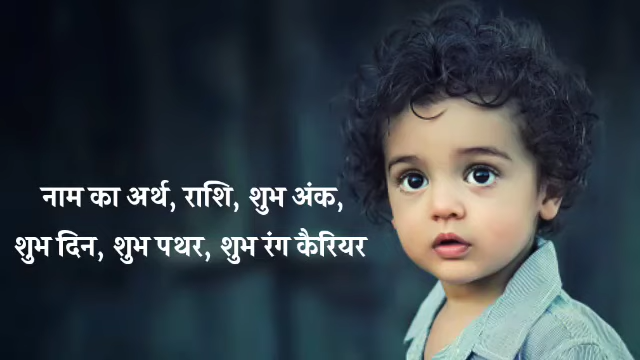 नाम का अर्थ, राशि, शुभ अंक,
शुभ दिन, शुभ पथर, शुभ रंग कैरियर